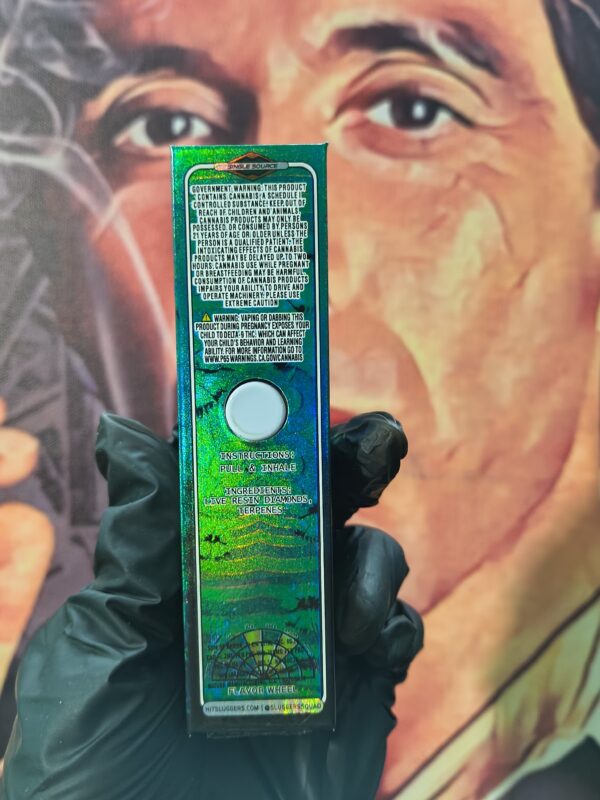 SINGLE SOURCE
GOVERNMENT WARNING: THIS PRODUCT
CONTAINS CANNABIS, A SCHEDULE I
CONTROLLED SUBSTANCE. KEEP OUT OF
REACH OF CHILDREN AND ANIMALS.
CANNABIS PRODUCTS MAY ONLY BE
POSSESSED OR CONSUMED BY PERSONS
21 YEARS OF AGE OR OLDER UNLESS THE
PERSON IS A QUALIFIED PATIENT. THE
INTOXICATING EFFECTS OF CANNABIS
PRODUCTS MAY BE DELAYED UP TO TWO
HOURS. CANNABIS USE WHILE PREGNANT
OR BREASTFEEDING MAY BE HARMFUL.
CONSUMPTION OF CANNABIS PRODUCTS
IMPAIRS YOUR ABILITY TO DRIVE AND
OPERATE MACHINERY. PLEASE USE
EXTREME CAUTION
WARNING: VAPING OR DABBING THIS
PRODUCT DURING PREGNANCY EXPOSES YOUR
CHILD TO DELTA-9 THC, WHICH CAN AFFECT
YOUR CHILD'S BEHAVIOR AND LEARNING
ABILITY. FOR MORE INFORMATION GO TO
WWW.P65WARNINGS.CA.GOV/CANNABIS
INSTRUCTIONS:
PULL & INHALE
INGREDIENTS:
LIVE RESIN DIAMONDS,
TERPENES
FLAVOR WHEEL
HITSLUGGERS.COM | @SLUGGERSSQUAD